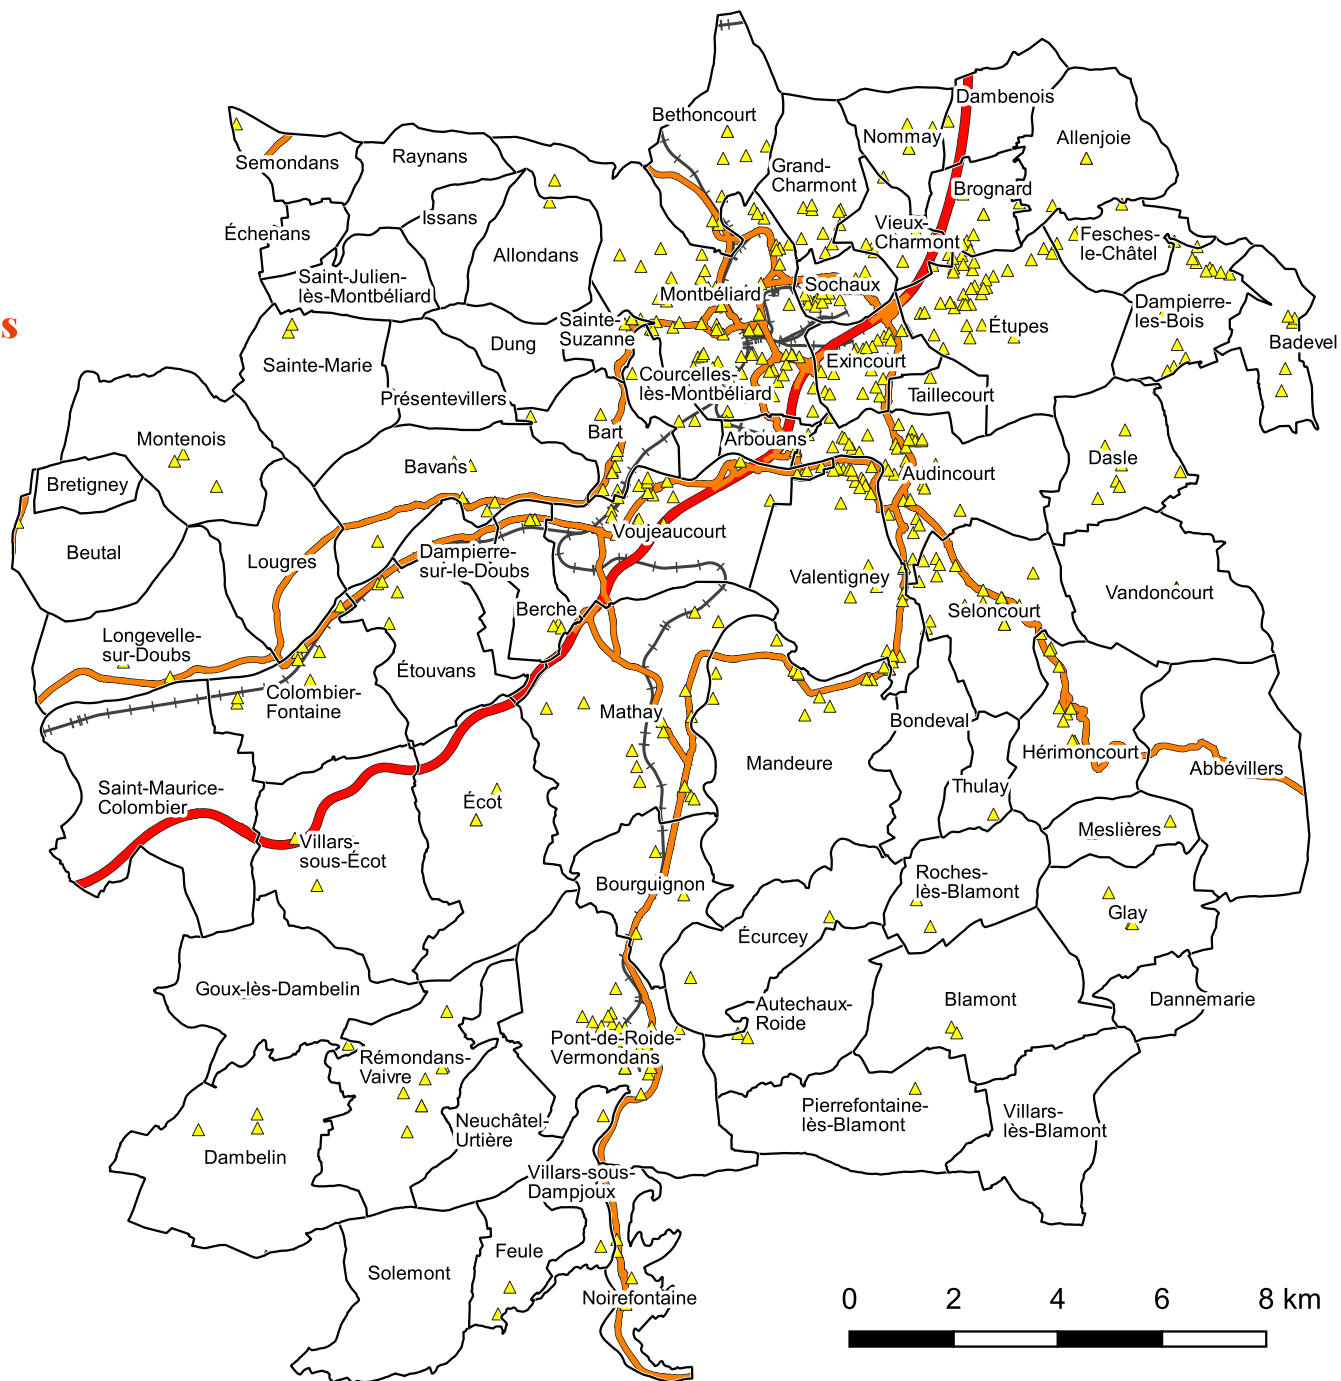 Dambenois
Bethoncourt
Nommay
Allenjoie
Semondans
Raynans
Grand-
Charmont
Brognard
Issans
Échenans
Vieux-
Charmont
Fesches-
le-Châtel
Allondans
Saint-Julien-
lès-Montbéliard
Montbéliard
Sochaux
Dampierre-
les-Bois
s
Sainte-
Suzanne
Étupes
Badevel
Dung
Sainte-Marie
Exincourt
Courcelles-
lès-Montbéliard
Présentevillers
Taillecourt
Montenois
Bart
Arbouans
Dasle
Bavans
Audincourt
Bretigney
Voujeaucourt
Beutal
Lougres
Dampierre-
sur-le-Doubs
Valentigney
Vandoncourt
Berche
Seloncourt
Longevelle-
sur-Doubs
Étouvans
Colombier-
Fontaine
Mathay
Bondeval
Hérimoncourt
Mandeure
Abbévillers
Saint-Maurice-
Colombier
Écot
Thulay
Meslières
Villars-
sous-Écot
Bourguignon
Roches-
lès-Blamont
Glay
Écurcey
Goux-lès-Dambelin
Autechaux-
Roide
Blamont
Dannemarie
Pont-de-Roide-
Vermondans
Rémondans-
Vaivre
Pierrefontaine-
lès-Blamont
Villars-
lès-Blamont
Neuchâtel-
Urtière
Dambelin
Villars-sous-
Dampjoux
Feule
Solemont
Noirefontaine
0 2 4 6 8 km